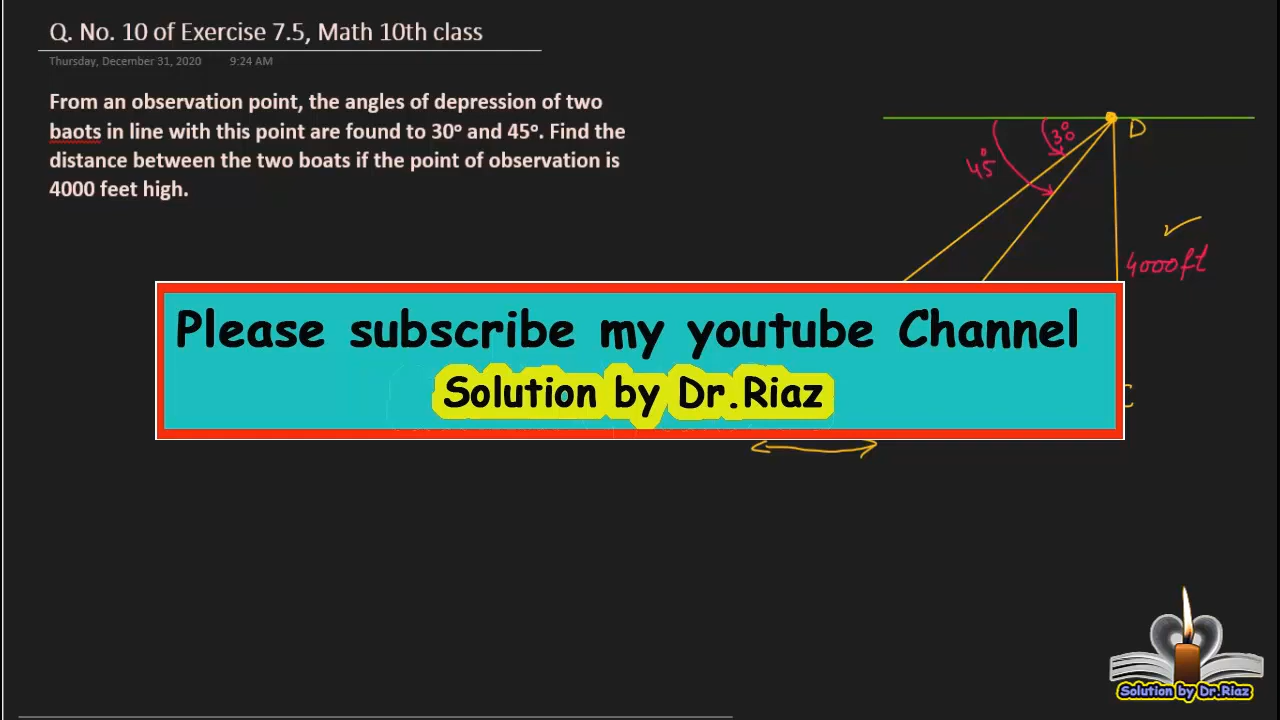 Q. No. 10 of Exercise 7.5, Math 10th class
Thursday, December 31, 2020 9:24 AM
From an observation point, the angles of depression of two
baots in line with this point are found to 30° and 45°. Find the
distance between the two boats if the point of observation is
4000 feet high.
30°
D
45°
4000ft
Please subscribe my youtube Channel
Solution by Dr.Riaz
C
Solution by Dr.Riaz